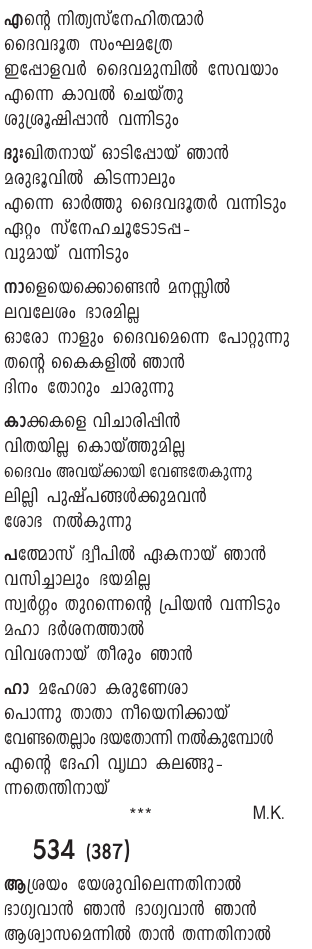 എന്റെ നിത്യസ്നേഹിതന്മാർ
ദൈവദൂത സംഘമത്രേ
ഇപ്പോളവർ ദൈവമുമ്പിൽ സേവയാം
എന്നെ കാവൽ ചെയ്തു
ശുശ്രൂഷിപ്പാൻ വന്നിടും
ദുഃഖിതനായ് ഓടിപ്പോയ് ഞാൻ
മരുഭൂവിൽ കിടന്നാലും
എന്നെ ഓർത്തു ദൈവദൂതർ വന്നിടും
ഏറ്റം സ്നേഹചൂടോടപ്പ-
വുമായ് വന്നിടും
നാളെയെക്കൊണ്ടെൻ മനസ്സിൽ
ലവലേശം ഭാരമില്ല
ഓരോ നാളും ദൈവമെന്നെ പോറ്റുന്നു
തന്റെ കൈകളിൽ ഞാൻ
ദിനം തോറും ചാരുന്നു
കാക്കകളെ വിചാരിപ്പിൻ
വിതയില്ല കൊയ്ത്തുമില്ല
ദൈവം അവയ്ക്കായി വേണ്ടതേകുന്നു
ലില്ലി പുഷ്പങ്ങൾക്കുമവൻ
ശോഭ നൽകുന്നു
പത്മോസ് ദ്വീപിൽ ഏകനായ് ഞാൻ
വസിച്ചാലും ഭയമില്ല
സ്വർഗ്ഗം തുറന്നെന്റെ പ്രിയൻ വന്നിടും
മഹാ ദർശനത്താൽ
വിവശനായ് തീരും ഞാൻ
ഹാ മഹേശാ കരുണേശാ
പൊന്നു താതാ നീയെനിക്കായ്
വേണ്ടതെല്ലാം ദയതോന്നി നൽകുമ്പോൾ
എന്റെ ദേഹി വൃഥാ കലങ്ങു-
ന്നതെന്തിനായ്
*** M.K.
534 (387)
ആശ്രയം യേശുവിലെന്നതിനാൽ
ഭാഗ്യവാൻ ഞാൻ ഭാഗ്യവാൻ ഞാൻ
ആശ്വാസമെന്നിൽ താൻ തന്നതിനാൽ